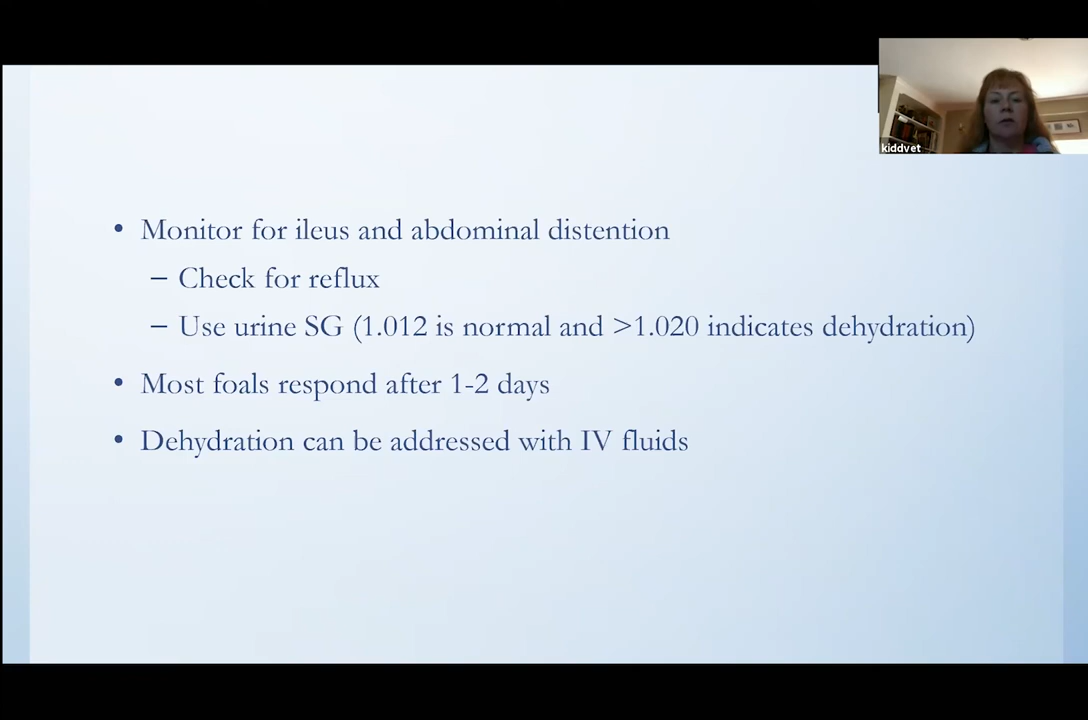 kiddvet
• Monitor for ileus and abdominal distention
– Check for reflux
– Use urine SG (1.012 is normal and >1.020 indicates dehydration)
• Most foals respond after 1-2 days
• Dehydration can be addressed with IV fluids